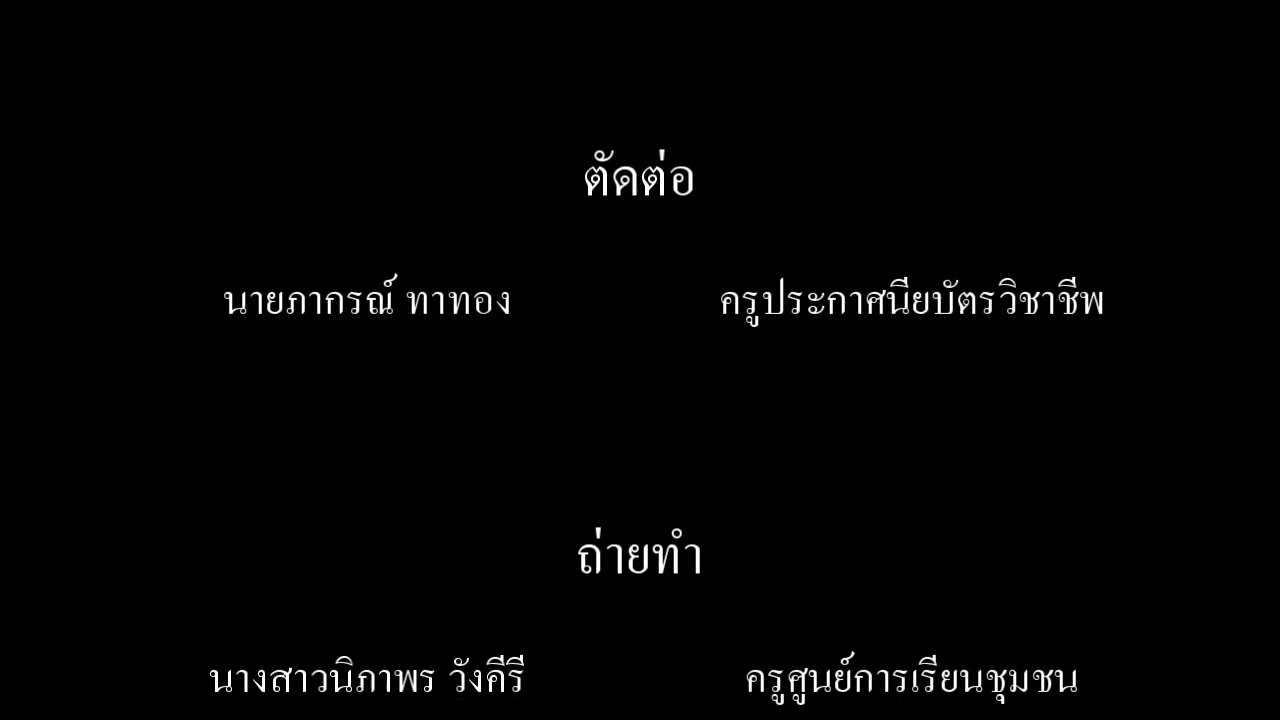 ตัดต่อ
นายภากรณ์ ทาทอง ครูประกาศนียบัตรวิชาชีพ
ถ่ายทำ
นางสาวนิภาพร วังคีรี ครูศูนย์การเรียนชุมชน